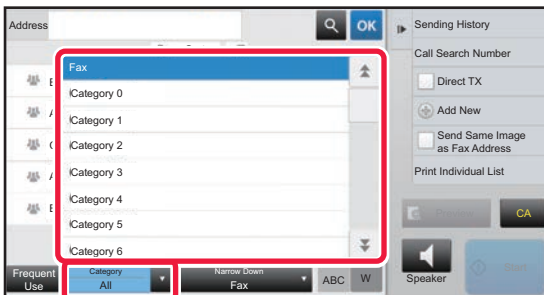 Address
OK
Sending History
Call Search Number
Direct TX
Add New
Send Same Image
as Fax Address
Print Individual List
CA
Speaker
Start
Fax
Category 0
Category 1
Category 2
Category 3
Category 4
Category 5
Category 6
Frequent
Use
Category
All
Narrow Down
Fax
ABC
W